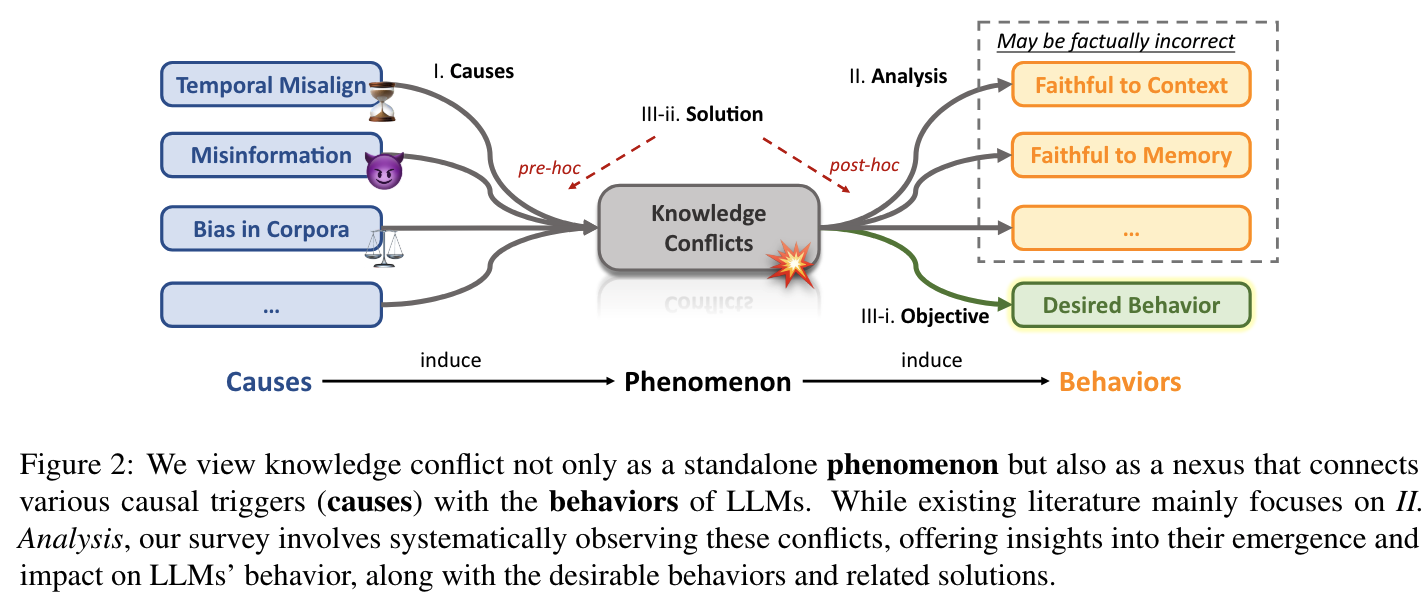 May be factually incorrect
Temporal Misalign
I. Causes
II. Analysis
Faithful to Context
III-ii. Solution
Misinformation
pre-hoc
post-hoc
Faithful to Memory
Bias in Corpora
Knowledge
Conflicts
...
...
Desired Behavior
III-i. Objective
Conflicts
induce
induce
Causes
Phenomenon
Behaviors
Figure 2: We view knowledge conflict not only as a standalone phenomenon but also as a nexus that connects
various causal triggers (causes) with the behaviors of LLMs. While existing literature mainly focuses on II.
Analysis, our survey involves systematically observing these conflicts, offering insights into their emergence and
impact on LLMs' behavior, along with the desirable behaviors and related solutions.